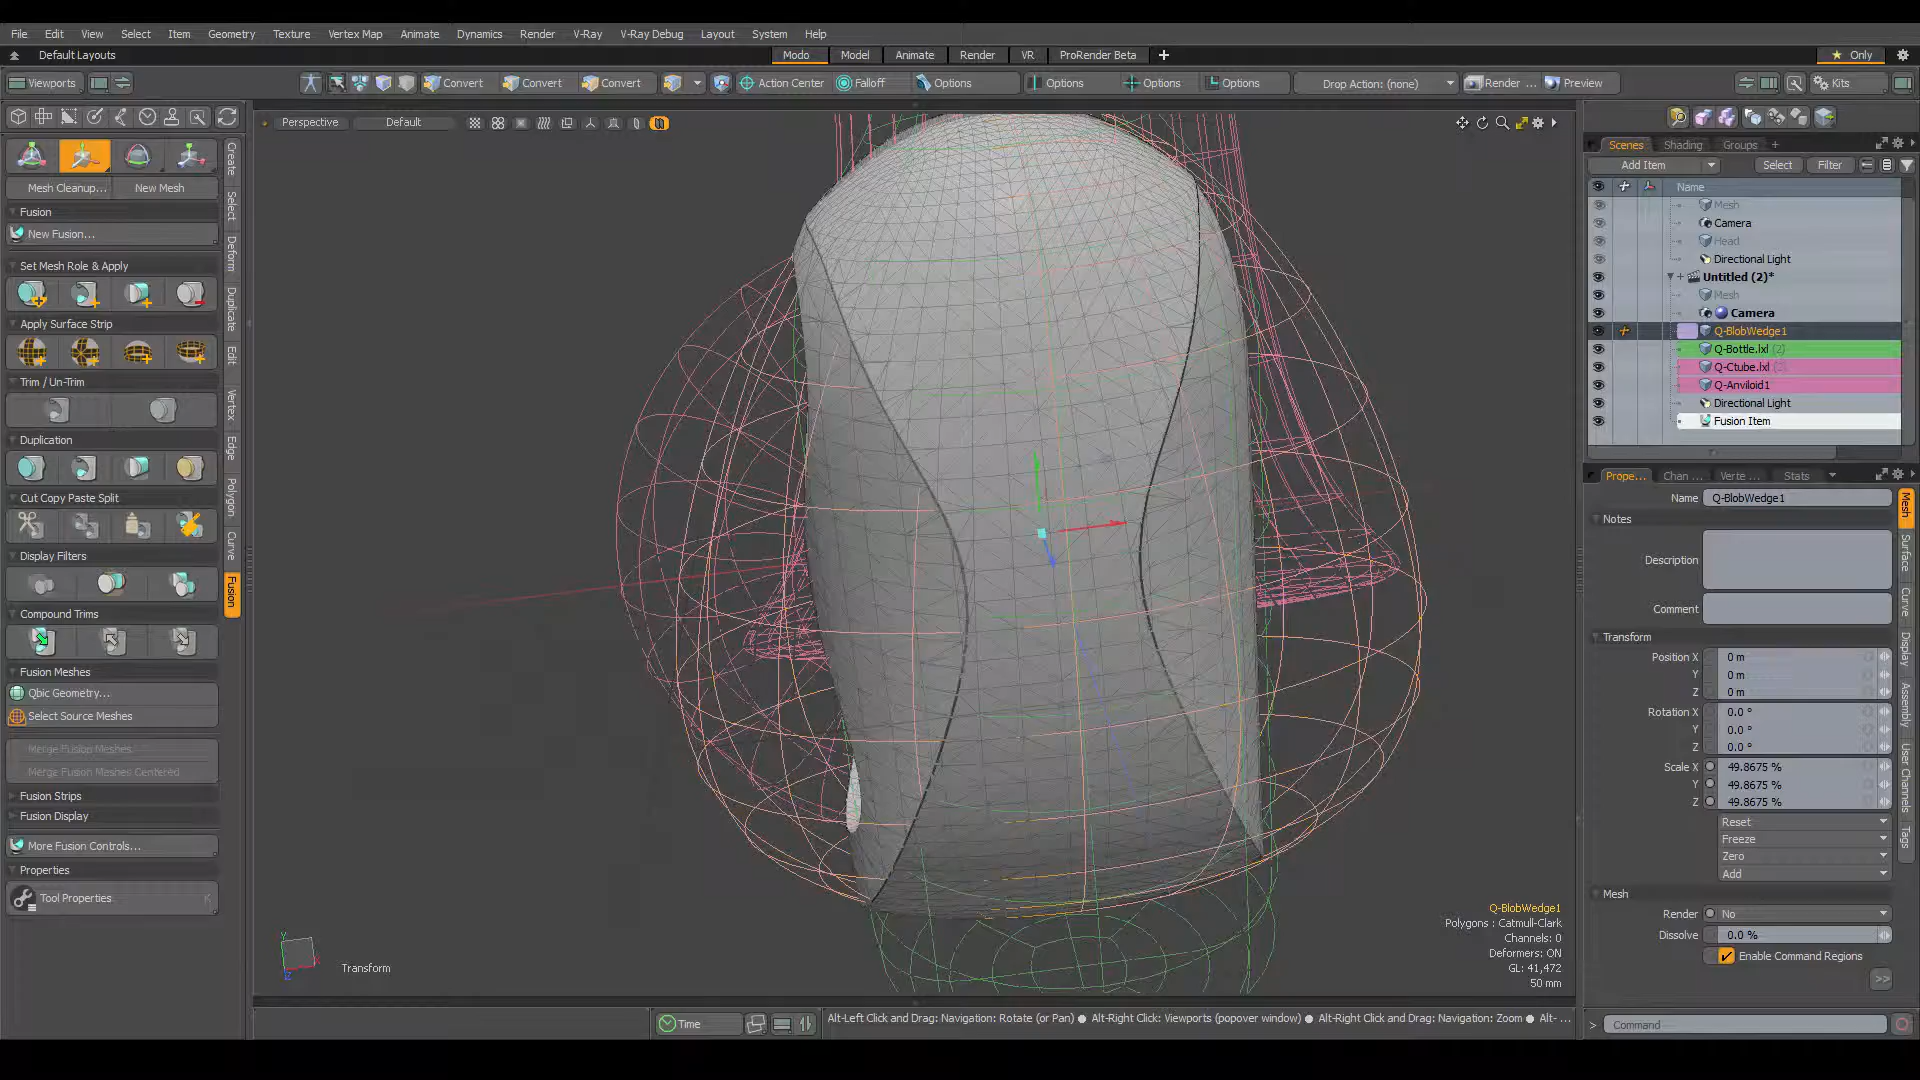 File Edit View Select Item Geometry Texture Vertex Map Animate Dynamics Render V-Ray V-Ray Debug Layout System Help
Default Layouts Modo Model Animate Render VR ProRender Beta Only
Viewports Convert Convert Convert Action Center Falloff Options Options Options Options Drop Action: (none) Render ... Preview Kits
Perspective Default
Mesh Cleanup... New Mesh
Fusion
New Fusion...
Set Mesh Role & Apply
Apply Surface Strip
Trim / Un-Trim
Duplication
Cut Copy Paste Split
Display Filters
Compound Trims
Fusion Meshes
Qbic Geometry...
Select Source Meshes
Merge Fusion Meshes
Merge Fusion Meshes Centered
Fusion Strips
Fusion Display
More Fusion Controls...
Properties
Tool Properties
Create
Select
Deform
Duplicate
Edit
Vertex
Edge
Polygon
Curve
Fusion
Transform
Q-BlobWedge1
Polygons : Catmull-Clark
Channels: 0
Deformers: ON
GL: 41,472
50 mm
Time
Alt-Left Click and Drag: Navigation: Rotate (or Pan) ● Alt-Right Click: Viewports (popover window) ● Alt-Right Click and Drag: Navigation: Zoom ● Alt- ...
Scenes Shading Groups +
Add Item Select Filter
Name
Mesh
Camera
Head
Directional Light
Untitled (2)*
Mesh
Camera
Q-BlobWedge1
Q-Bottle.lxl (2)
Q-Ctube.lxl
Q-Anviloid1
Directional Light
Fusion Item
Prope... Chan ... Verte ... Stats
Name Q-BlobWedge1
Notes
Description
Comment
Transform
Position X 0 m
Y 0 m
Z 0 m
Rotation X 0.0 °
Y 0.0 °
Z 0.0 °
Scale X 49.8675 %
Y 49.8675 %
Z 49.8675 %
Reset
Freeze
Zero
Add
Mesh
Render No
Dissolve 0.0 %
Enable Command Regions
>>
Mesh
Surface
Curve
Display
Assembly
User Channels
Tags
> Command